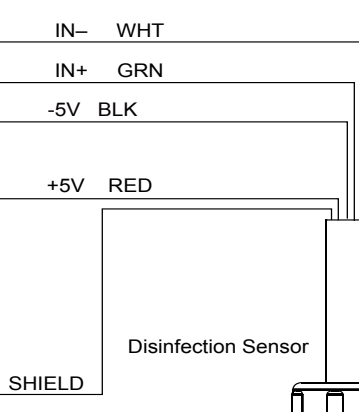 IN– WHT
IN+ GRN
-5V BLK
+5V RED
Disinfection Sensor
SHIELD